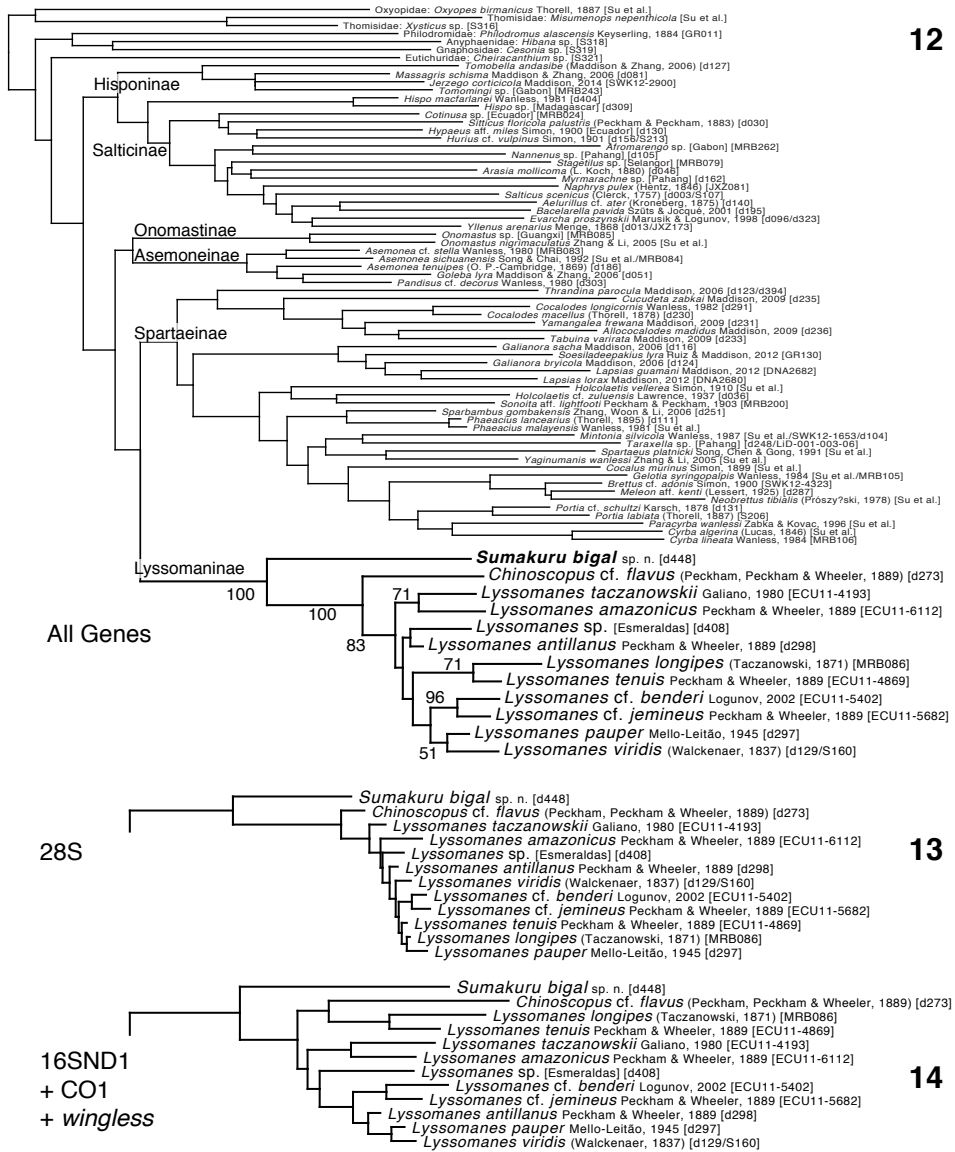 Oxyopidae: Oxyopes birmanicus Thorell, 1887 [Su et al.]
Thomisidae: Misumenops nepenthicola [Su et al.]
Thomisidae: Xysticus sp. [S316]
12
Philodromidae: Philodromus alascensis Keyserling, 1884 [GR011]
Anyphaenidae: Hibana sp. [S318]
Gnaphosidae: Cesonia sp. [S319]
Eutichuridae: Cheiracanthium sp. [S321]
Tomobella andasibe (Maddison & Zhang, 2006) [d127]
Massagris schisma Maddison & Zhang, 2006 [d081]
Hisponinae
Jerzego corticicola Maddison, 2014 [SWK12-2900]
Tomomingi sp. [Gabon] [MRB243]
Hispo macfarlanei Wanless, 1981 [d404]
Hispo sp. [Madagascar] [d309]
Cotinusa sp. [Ecuador] [MRB024]
Sitticus floricola palustris (Peckham & Peckham, 1883) [d030]
Hypaeus aff. miles Simon, 1900 [Ecuador] [d130]
Hurius cf. vulpinus Simon, 1901 [d156/S213]
Salticinae
Afromarengo sp. [Gabon] [MRB262]
Nannenus sp. [Pahang] [d105]
Stagetilus sp. [Selangor] [MRB079]
Arasia mollicoma (L. Koch, 1880) [d046]
Myrmarachne sp. [Pahang] [d162]
Naphrys pulex (Hentz, 1846) [JXZ081]
Salticus scenicus (Clerck, 1757) [d003/S107]
Aelurillus cf. ater (Kroneberg, 1875) [d140]
Bacelarella pavida Szüts & Jocqué, 2001 [d195]
Evarcha proszynskii Marusik & Logunov, 1998 [d096/d323]
Yllenus arenarius Menge, 1868 [d013/JXZ173]
Onomastinae
Onomastus sp. [Guangxi] [MRB085]
Onomastus nigrimaculatus Zhang & Li, 2005 [Su et al.]
Asemoneinae
Asemonea cf. stella Wanless, 1980 [MRB083]
Asemonea sichuanensis Song & Chai, 1992 [Su et al./MRB084]
Asemonea tenuipes (O. P.-Cambridge, 1869) [d186]
Goleba lyra Maddison & Zhang, 2006 [d051]
Pandisus cf. decorus Wanless, 1980 [d303]
Thrandina parocula Maddison, 2006 [d123/d394]
Cucudeta zabkai Maddison, 2009 [d235]
Cocalodes longicornis Wanless, 1982 [d291]
Cocalodes macellus (Thorell, 1878) [d230]
Yamangalea frewana Maddison, 2009 [d231]
Spartaeinae
Allococalodes madidus Maddison, 2009 [d236]
Tabuina varirata Maddison, 2009 [d233]
Galianora sacha Maddison, 2006 [d116]
Soesiladeepakius lyra Ruiz & Maddison, 2012 [GR130]
Galianora bryicola Maddison, 2006 [d124]
Lapsias guamani Maddison, 2012 [DNA2682]
Lapsias lorax Maddison, 2012 [DNA2680]
Holcolaetis vellerea Simon, 1910 [Su et al.]
Holcolaetis cf. zuluensis Lawrence, 1937 [d036]
Sonoita aff. lightfooti Peckham & Peckham, 1903 [MRB200]
Sparbambus gombakensis Zhang, Woon & Li, 2006 [d251]
Phaeacius lancearius (Thorell, 1895) [d111]
Phaeacius malayensis Wanless, 1981 [Su et al.]
Mintonia silvicola Wanless, 1987 [Su et al./SWK12-1653/d104]
Taraxella sp. [Pahang] [d248/LiD-001-003-06]
Spartaeus platnicki Song, Chen & Gong, 1991 [Su et al.]
Yaginumanis wanlessi Zhang & Li, 2005 [Su et al.]
Cocalus murinus Simon, 1899 [Su et al.]
Gelotia syringopalpis Wanless, 1984 [Su et al./MRB105]
Brettus cf. adonis Simon, 1900 [SWK12-4323]
Meleon aff. kenti (Lessert, 1925) [d287]
Neobrettus tibialis (Prószy?ski, 1978) [Su et al.]
Portia cf. schultzi Karsch, 1878 [d131]
Portia labiata (Thorell, 1887) [S206]
Paracyrba wanlessi Zabka & Kovac, 1996 [Su et al.]
Cyrba algerina (Lucas, 1846) [Su et al.]
Cyrba lineata Wanless, 1984 [MRB106]
Sumakuru bigal sp. n. [d448]
Lyssomaninae
Chinoscopus cf. flavus (Peckham, Peckham & Wheeler, 1889) [d273]
100
71
Lyssomanes taczanowskii Galiano, 1980 [ECU11-4193]
100
Lyssomanes amazonicus Peckham & Wheeler, 1889 [ECU11-6112]
All Genes
Lyssomanes sp. [Esmeraldas] [d408]
83
Lyssomanes antillanus Peckham & Wheeler, 1889 [d298]
71
Lyssomanes longipes (Taczanowski, 1871) [MRB086]
Lyssomanes tenuis Peckham & Wheeler, 1889 [ECU11-4869]
96
Lyssomanes cf. benderi Logunov, 2002 [ECU11-5402]
Lyssomanes cf. jemineus Peckham & Wheeler, 1889 [ECU11-5682]
Lyssomanes pauper Mello-Leitão, 1945 [d297]
51
Lyssomanes viridis (Walckenaer, 1837) [d129/S160]
Sumakuru bigal sp. n. [d448]
Chinoscopus cf. flavus (Peckham, Peckham & Wheeler, 1889) [d273]
Lyssomanes taczanowskii Galiano, 1980 [ECU11-4193]
Lyssomanes amazonicus Peckham & Wheeler, 1889 [ECU11-6112]
28S
13
Lyssomanes sp. [Esmeraldas] [d408]
Lyssomanes antillanus Peckham & Wheeler, 1889 [d298]
Lyssomanes viridis (Walckenaer, 1837) [d129/S160]
Lyssomanes cf. benderi Logunov, 2002 [ECU11-5402]
Lyssomanes cf. jemineus Peckham & Wheeler, 1889 [ECU11-5682]
Lyssomanes tenuis Peckham & Wheeler, 1889 [ECU11-4869]
Lyssomanes longipes (Taczanowski, 1871) [MRB086]
Lyssomanes pauper Mello-Leitão, 1945 [d297]
Sumakuru bigal sp. n. [d448]
Chinoscopus cf. flavus (Peckham, Peckham & Wheeler, 1889) [d273]
Lyssomanes longipes (Taczanowski, 1871) [MRB086]
Lyssomanes tenuis Peckham & Wheeler, 1889 [ECU11-4869]
Lyssomanes taczanowskii Galiano, 1980 [ECU11-4193]
16SND1
Lyssomanes amazonicus Peckham & Wheeler, 1889 [ECU11-6112]
Lyssomanes sp. [Esmeraldas] [d408]
14
+ CO1
Lyssomanes cf. benderi Logunov, 2002 [ECU11-5402]
Lyssomanes cf. jemineus Peckham & Wheeler, 1889 [ECU11-5682]
+ wingless
Lyssomanes antillanus Peckham & Wheeler, 1889 [d298]
Lyssomanes pauper Mello-Leitão, 1945 [d297]
Lyssomanes viridis (Walckenaer, 1837) [d129/S160]